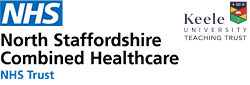 NHS
North Staffordshire
Combined Healthcare
NHS Trust
Keele
UNIVERSITY
TEACHING TRUST